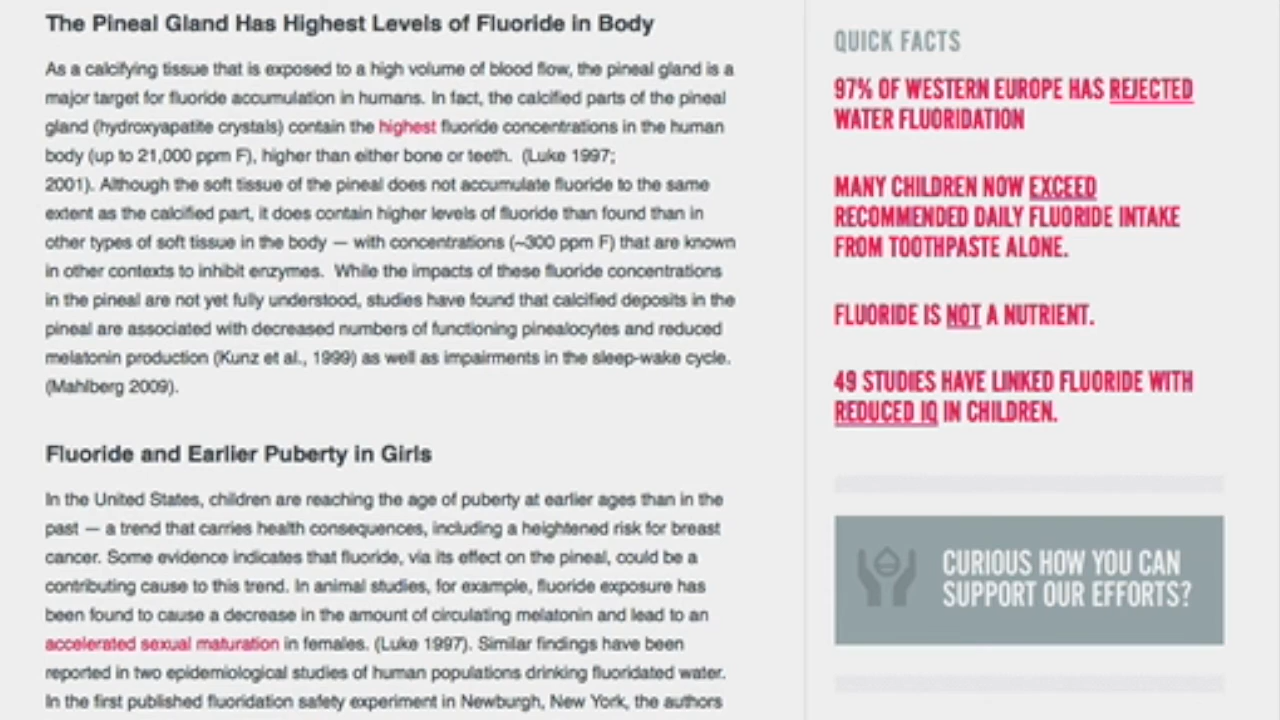 The Pineal Gland Has Highest Levels of Fluoride in Body
As a calcifying tissue that is exposed to a high volume of blood flow, the pineal gland is a
major target for fluoride accumulation in humans. In fact, the calcified parts of the pineal
gland (hydroxyapatite crystals) contain the highest fluoride concentrations in the human
body (up to 21,000 ppm F), higher than either bone or teeth. (Luke 1997;
2001). Although the soft tissue of the pineal does not accumulate fluoride to the same
extent as the calcified part, it does contain higher levels of fluoride than found than in
other types of soft tissue in the body — with concentrations (~300 ppm F) that are known
in other contexts to inhibit enzymes. While the impacts of these fluoride concentrations
in the pineal are not yet fully understood, studies have found that calcified deposits in the
pineal are associated with decreased numbers of functioning pinealocytes and reduced
melatonin production (Kunz et al., 1999) as well as impairments in the sleep-wake cycle.
(Mahlberg 2009).
Fluoride and Earlier Puberty in Girls
In the United States, children are reaching the age of puberty at earlier ages than in the
past — a trend that carries health consequences, including a heightened risk for breast
cancer. Some evidence indicates that fluoride, via its effect on the pineal, could be a
contributing cause to this trend. In animal studies, for example, fluoride exposure has
been found to cause a decrease in the amount of circulating melatonin and lead to an
accelerated sexual maturation in females. (Luke 1997). Similar findings have been
reported in two epidemiological studies of human populations drinking fluoridated water.
In the first published fluoridation safety experiment in Newburgh, New York, the authors
QUICK FACTS
97% OF WESTERN EUROPE HAS REJECTED
WATER FLUORIDATION
MANY CHILDREN NOW EXCEED
RECOMMENDED DAILY FLUORIDE INTAKE
FROM TOOTHPASTE ALONE.
FLUORIDE IS NOT A NUTRIENT.
49 STUDIES HAVE LINKED FLUORIDE WITH
REDUCED IQ IN CHILDREN.
CURIOUS HOW YOU CAN
SUPPORT OUR EFFORTS?